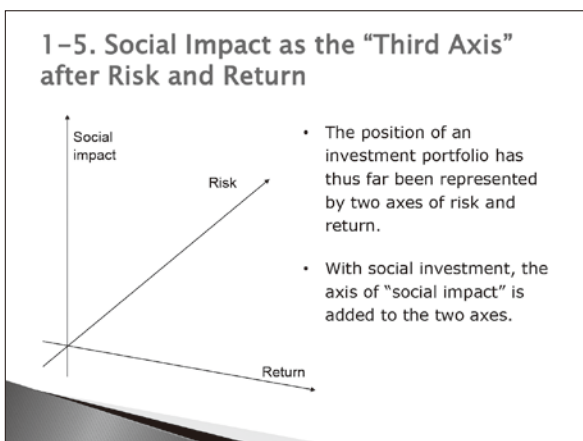 1-5. Social Impact as the “Third Axis”
after Risk and Return
Social
impact
Risk
Return
• The position of an
investment portfolio has
thus far been represented
by two axes of risk and
return.
• With social investment, the
axis of “social impact” is
added to the two axes.